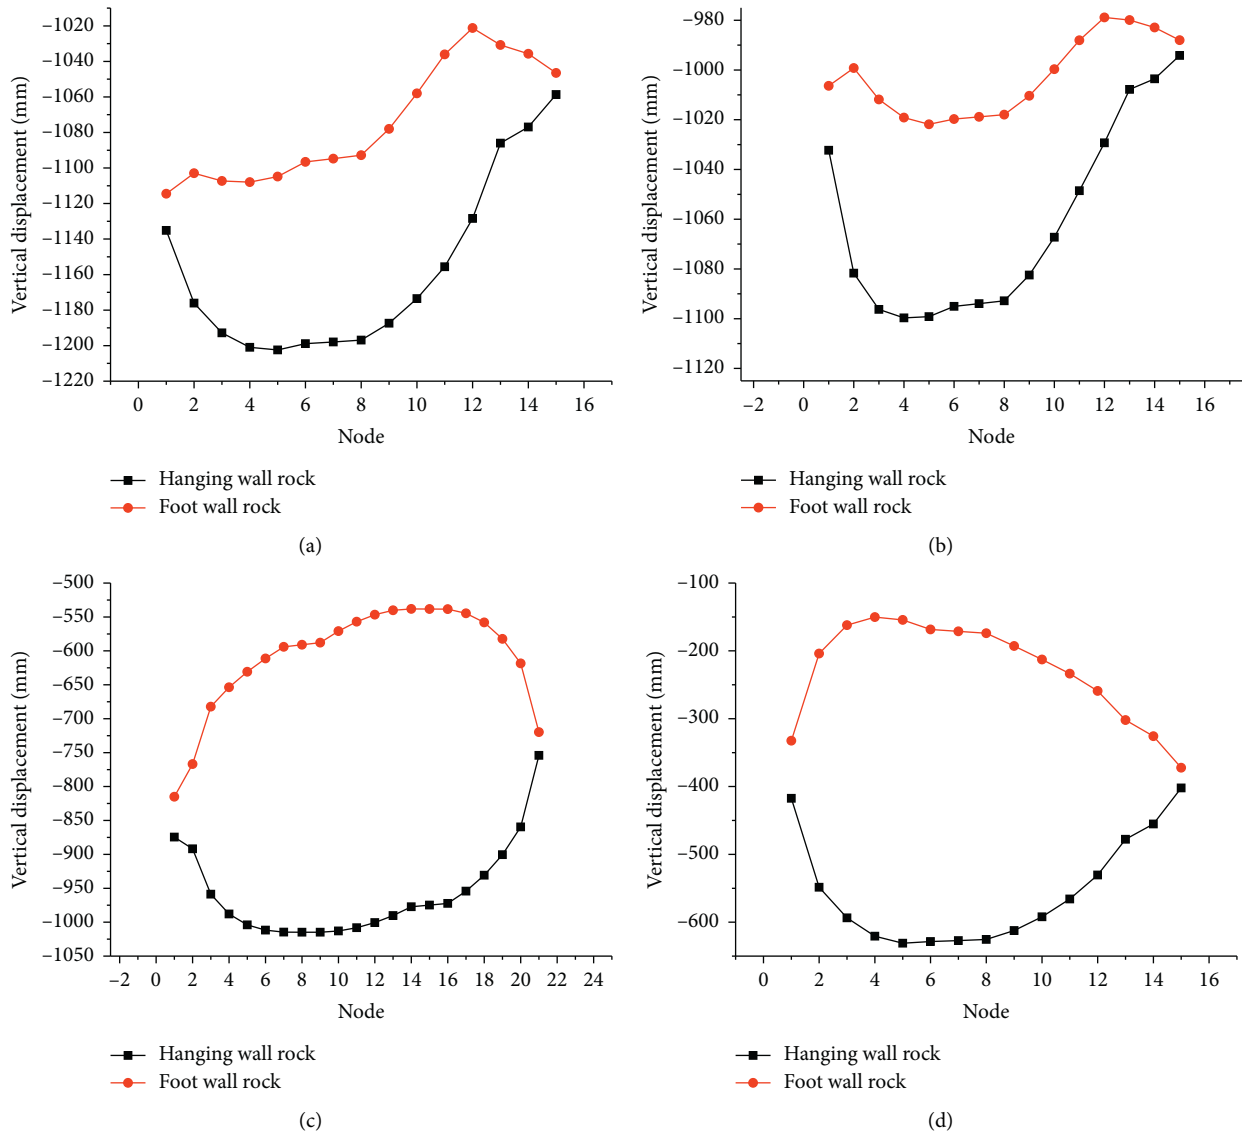 Vertical displacement (mm)
–1020
–1040
–1060
–1080
–1100
–1120
–1140
–1160
–1180
–1200
–1220
0 2 4 6 8 10 12 14 16
Node
Hanging wall rock
Foot wall rock
(a)
Vertical displacement (mm)
–980
–1000
–1020
–1040
–1060
–1080
–1100
–1120
–2 0 2 4 6 8 10 12 14 16
Node
Hanging wall rock
Foot wall rock
(b)
Vertical displacement (mm)
–500
–550
–600
–650
–700
–750
–800
–850
–900
–950
–1000
–1050
–2 0 2 4 6 8 10 12 14 16 18 20 22 24
Node
Hanging wall rock
Foot wall rock
(c)
Vertical displacement (mm)
–100
–200
–300
–400
–500
–600
0 2 4 6 8 10 12 14 16
Node
Hanging wall rock
Foot wall rock
(d)